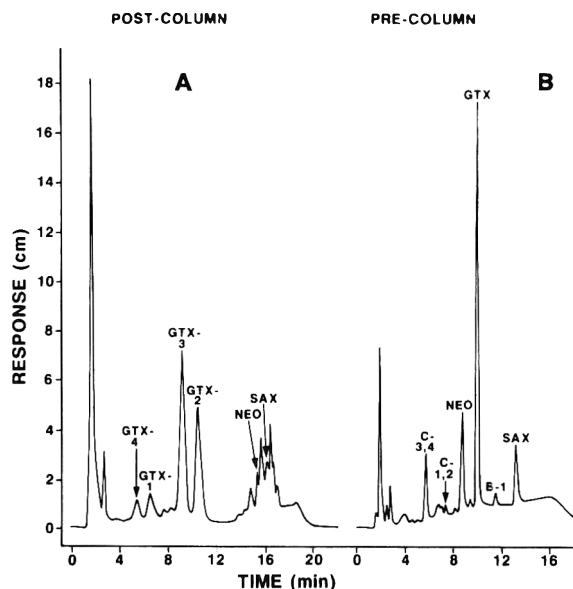 POST-COLUMN
PRE-COLUMN
A
B
GTX
18
16
14
12
10
8
6
4
2
0
RESPONSE (cm)
GTX-
3
GTX-
2
GTX-
4
GTX-
1
NEO
SAX
C-
3,4
C-
1,2
NEO
B-1
SAX
0 4 8 12 16 20
0 4 8 12 16
TIME (min)